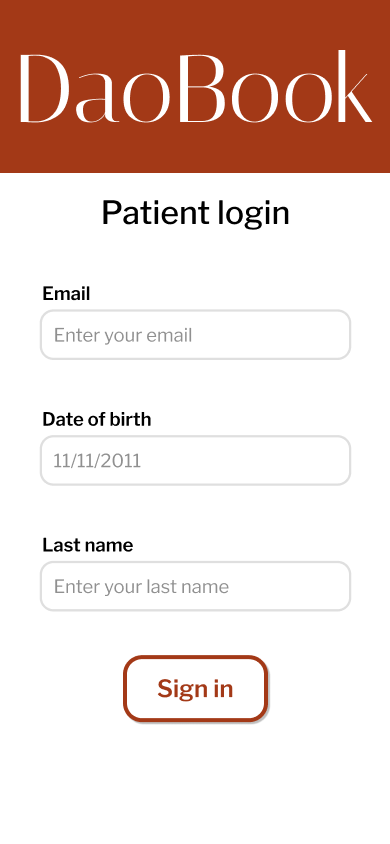 DaoBook
Patient login
Email
Enter your email
Date of birth
11/11/2011
Last name
Enter your last name
Sign in